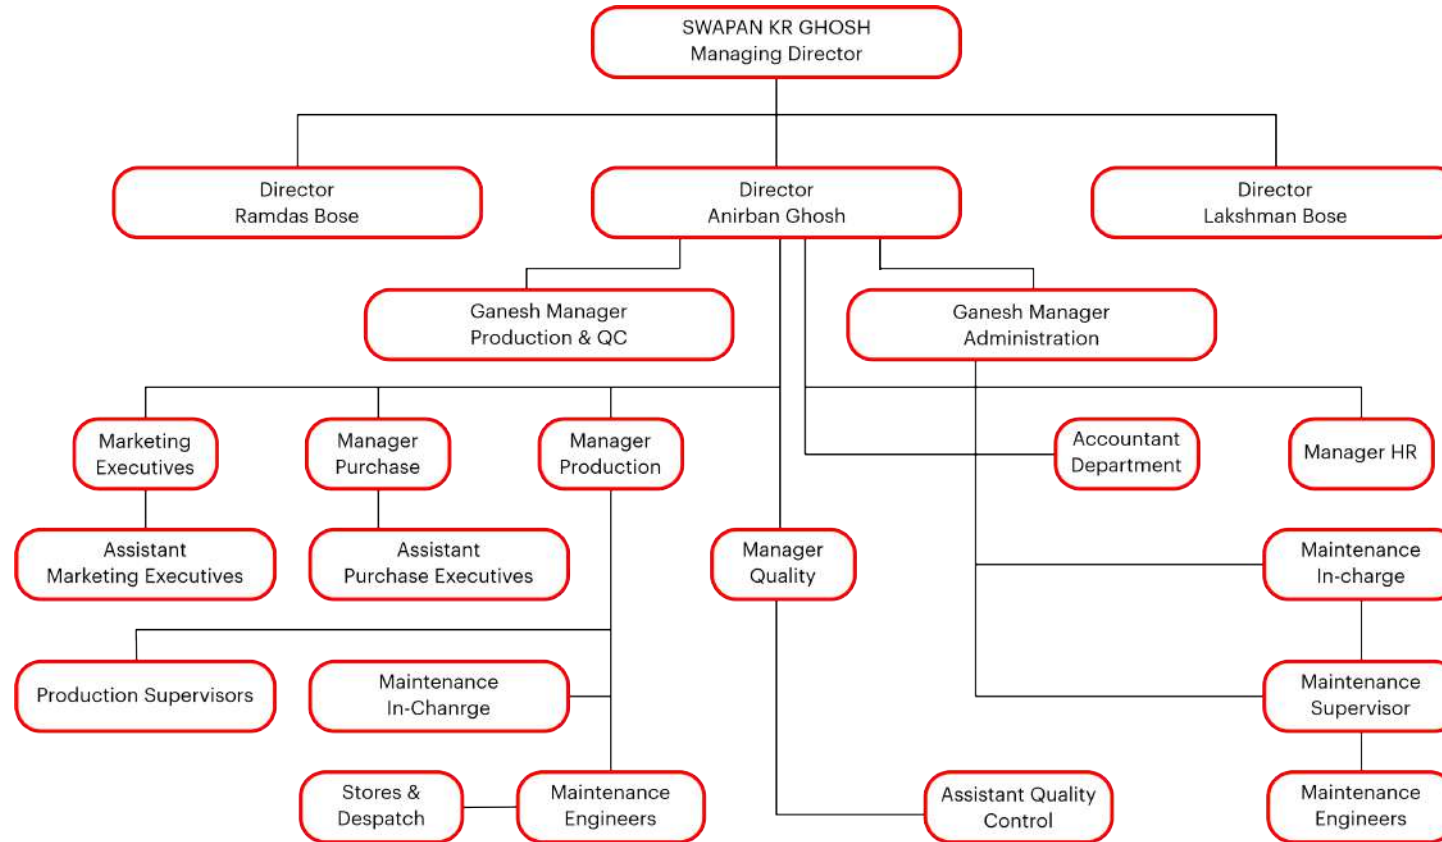 SWAPAN KR GHOSH
Managing Director
Director
Ramdas Bose
Director
Anirban Ghosh
Director
Lakshman Bose
Ganesh Manager
Production & QC
Ganesh Manager
Administration
Marketing
Executives
Manager
Purchase
Manager
Production
Accountant
Department
Manager HR
Assistant
Marketing Executives
Assistant
Purchase Executives
Manager
Quality
Maintenance
In-charge
Production Supervisors
Maintenance
In-Chanrge
Maintenance
Supervisor
Stores &
Despatch
Maintenance
Engineers
Assistant Quality
Control
Maintenance
Engineers